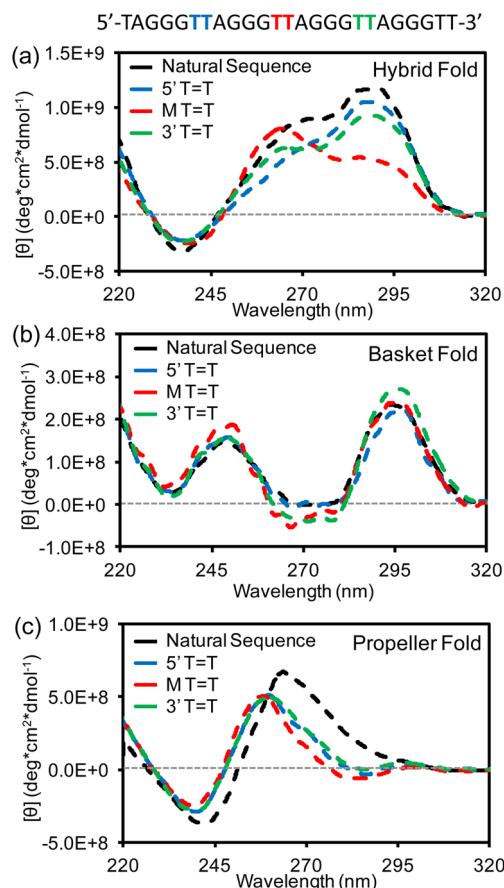 5'-TAGGGTTAGGGTTAGGGTTAGGGTT-3'
(a)
Hybrid Fold
Natural Sequence
5' T=T
M T=T
3' T=T
1.5E+9
1.0E+9
5.0E+8
0.0E+0
-5.0E+8
[θ] (deg*cm²*dmol⁻¹)
220 245 270 295 320
Wavelength (nm)
(b)
Basket Fold
Natural Sequence
5' T=T
M T=T
3' T=T
4.0E+8
3.0E+8
2.0E+8
1.0E+8
0.0E+0
-1.0E+8
[θ] (deg*cm²*dmol⁻¹)
220 245 270 295 320
Wavelength (nm)
(c)
Propeller Fold
Natural Sequence
5' T=T
M T=T
3' T=T
1.0E+9
5.0E+8
0.0E+0
-5.0E+8
[θ] (deg*cm²*dmol⁻¹)
220 245 270 295 320
Wavelength (nm)